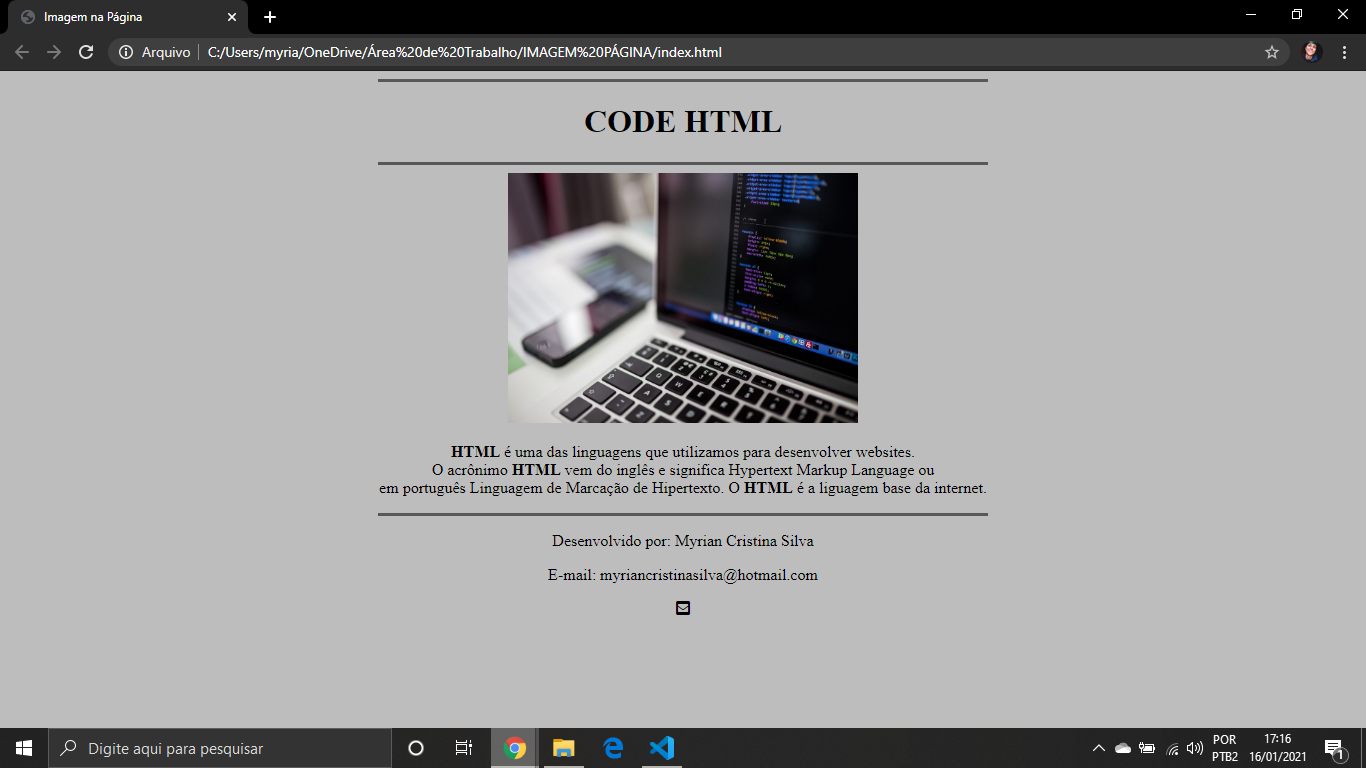 Imagem na Página
Arquivo
C:/Users/myria/OneDrive/Área%20de%20Trabalho/IMAGEM%20PÁGINA/index.html
CODE HTML
HTML é uma das linguagens que utilizamos para desenvolver websites.
O acrônimo HTML vem do inglês e significa Hypertext Markup Language ou
em português Linguagem de Marcação de Hipertexto. O HTML é a liguagem base da internet.
Desenvolvido por: Myrian Cristina Silva
E-mail: myriancristinasilva@hotmail.com
Digite aqui para pesquisar
POR
PTB2
17:16
16/01/2021
1